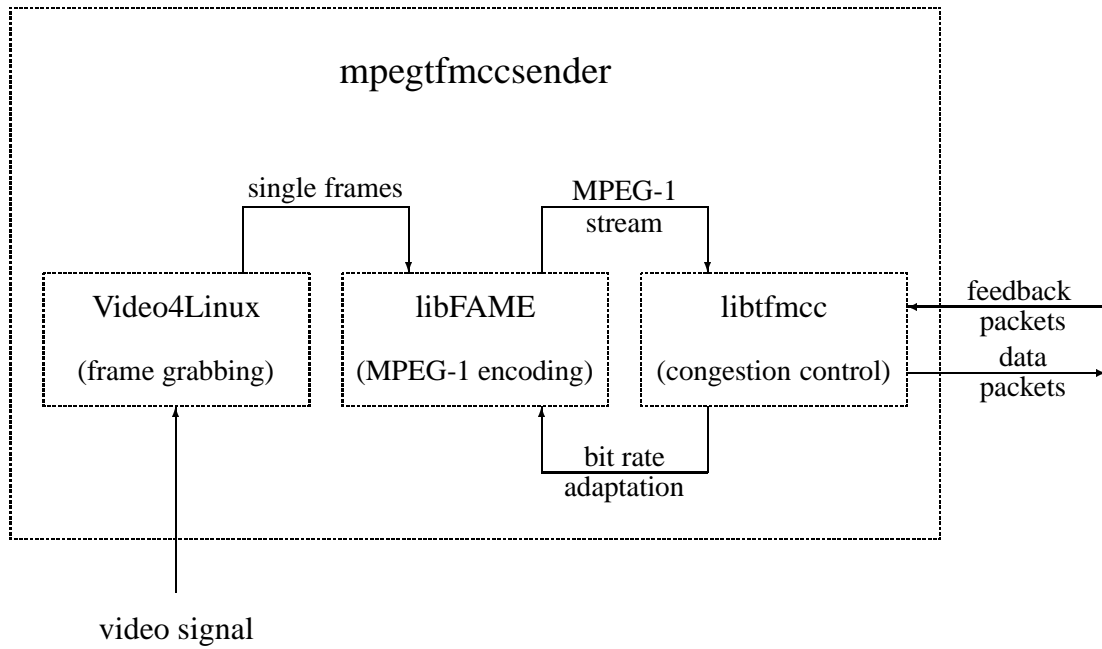 mpegtfmccsender
single frames
MPEG-1
stream
Video4Linux
(frame grabbing)
libFAME
(MPEG-1 encoding)
libtfmcc
(congestion control)
feedback
packets
data
packets
bit rate
adaptation
video signal